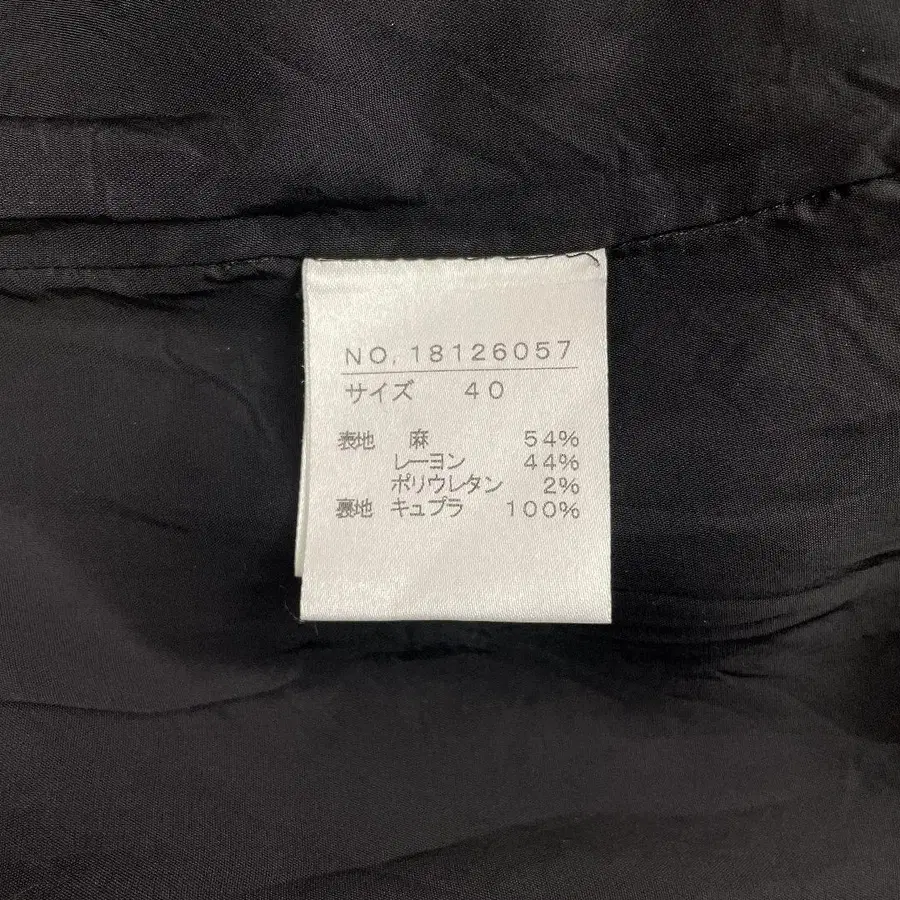 NO. 18126057
サイズ 40
表地 麻 54%
レーヨン 44%
ポリウレタン 2%
裏地 キュプラ 100%